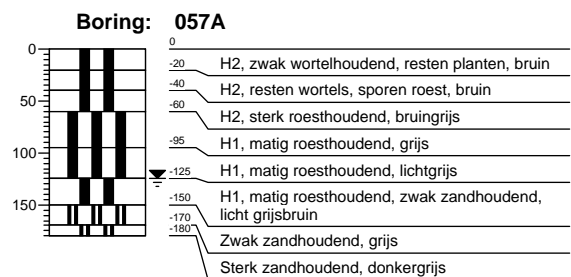 Boring: 057A
0
0
-20
H2, zwak wortelhoudend, resten planten, bruin
-40
H2, resten wortels, sporen roest, bruin
50
-60
H2, sterk roesthoudend, bruingrijs
-95
H1, matig roesthoudend, grijs
100
-125
H1, matig roesthoudend, lichtgrijs
-150
H1, matig roesthoudend, zwak zandhoudend,
licht grijsbruin
150
-170
Zwak zandhoudend, grijs
-180
Sterk zandhoudend, donkergrijs